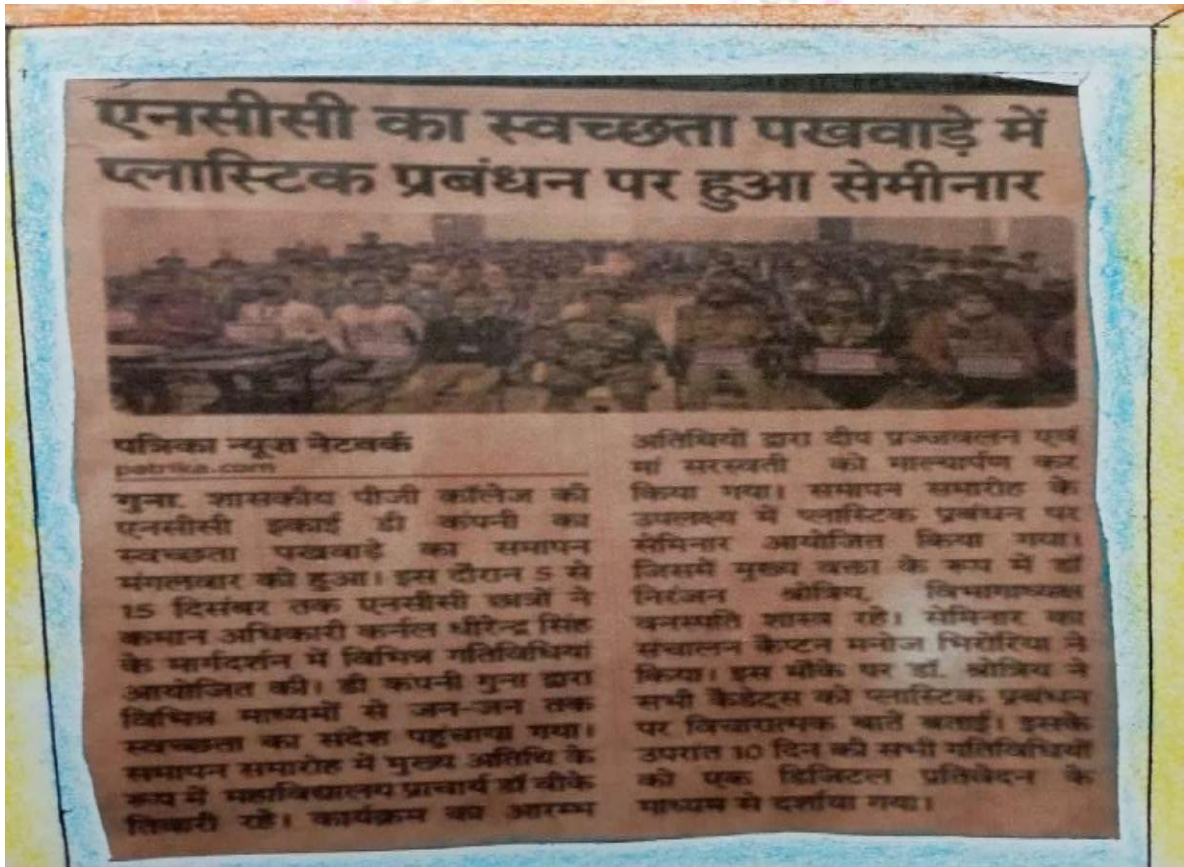 एनसीसी का स्वच्छता पखवाड़े में
प्लास्टिक प्रबंधन पर हुआ सेमीनार
पत्रिका न्यूज नेटवर्क
patrika.com
गुना. शासकीय पीजी कॉलेज की
एनसीसी इकाई डी कंपनी का
स्वच्छता पखवाड़े का समापन
मंगलवार को हुआ। इस दौरान 5 से
15 दिसंबर तक एनसीसी छात्रों ने
कमान अधिकारी कर्नल धीरेन्द्र सिंह
के मार्गदर्शन में विभिन्न गतिविधियां
आयोजित की। डी कंपनी गुना द्वारा
विभिन्न माध्यमों से जन-जन तक
स्वच्छता का संदेश पहुंचाया गया।
समापन समारोह में मुख्य अतिथि के
रूप में महाविद्यालय प्राचार्य डॉ बीके
तिवारी रहे। कार्यक्रम का आरम्भ
अतिथियों द्वारा दीप प्रज्जवलन एवं
मां सरस्वती को माल्यार्पण कर
किया गया। समापन समारोह के
उपलक्ष्य में प्लास्टिक प्रबंधन पर
सेमिनार आयोजित किया गया।
जिसमें मुख्य वक्ता के रूप में डॉ
निरंजन श्रोत्रिय, विभागाध्यक्ष
वनस्पति शास्त्र रहे। सेमिनार का
संचालन कैप्टन मनोज भिरोरिया ने
किया। इस मौके पर डॉ. श्रोत्रिय ने
सभी कैडेट्स को प्लास्टिक प्रबंधन
पर विचारात्मक बातें बताई। इसके
उपरांत 10 दिन की सभी गतिविधियों
को एक डिजिटल प्रतिवेदन के
माध्यम से दर्शाया गया।